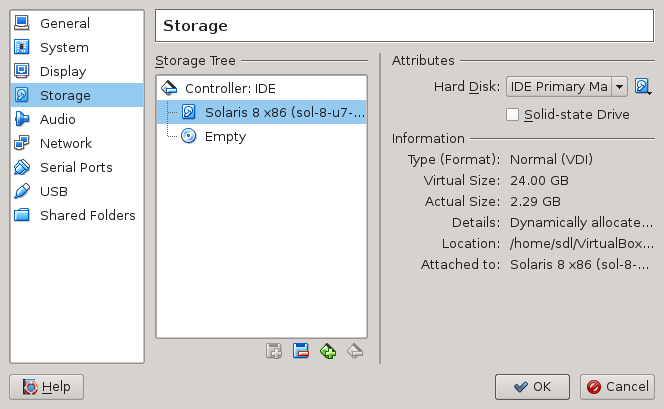 General
System
Display
Storage
Audio
Network
Serial Ports
USB
Shared Folders
Storage
Storage Tree
Controller: IDE
Solaris 8 x86 (sol-8-u7-...
Empty
Attributes
Hard Disk: IDE Primary Ma
Solid-state Drive
Information
Type (Format): Normal (VDI)
Virtual Size: 24.00 GB
Actual Size: 2.29 GB
Details: Dynamically allocate...
Location: /home/sdl/VirtualBox...
Attached to: Solaris 8 x86 (sol-8-...
Help
OK
Cancel